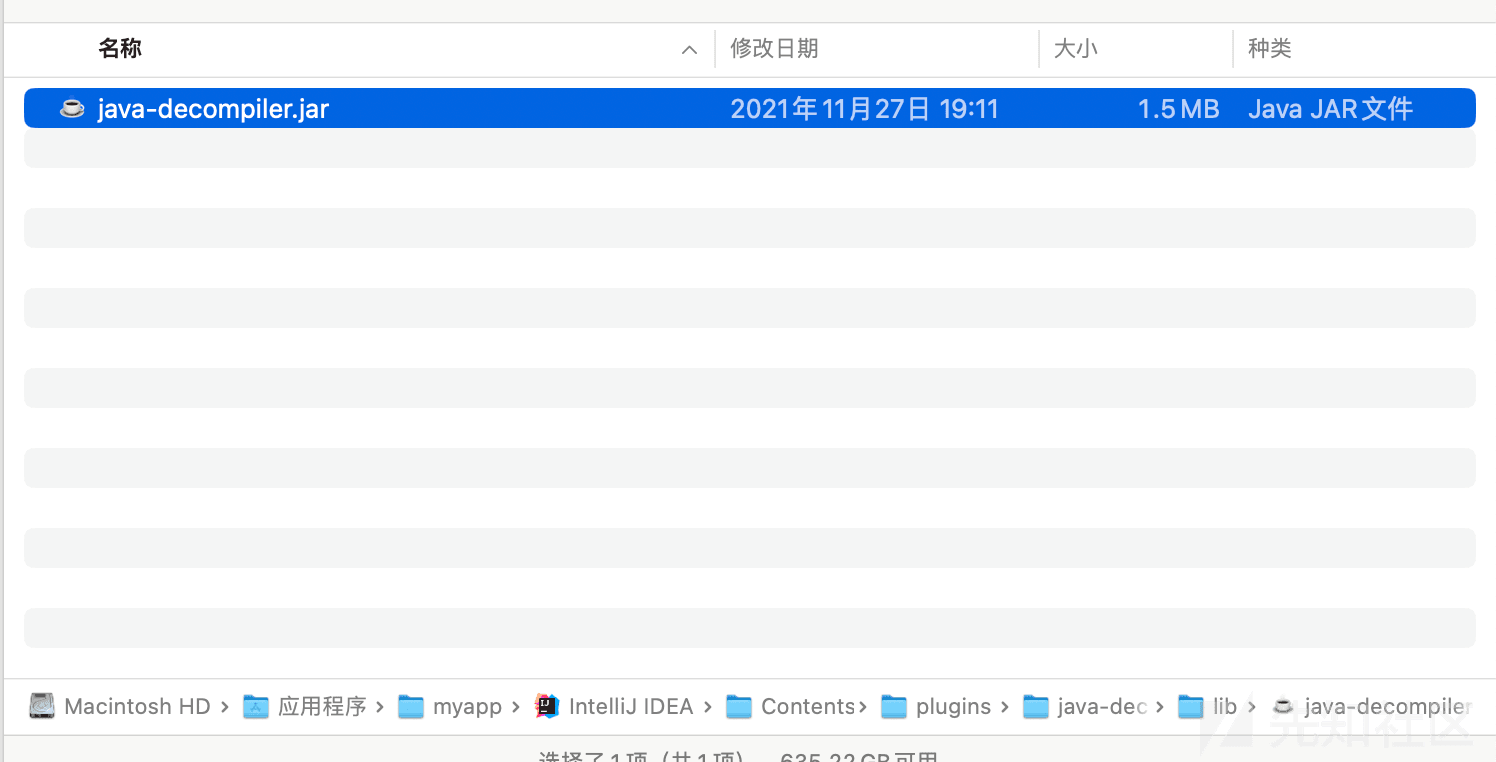 名称 修改日期 大小 种类
java-decompiler.jar 2021年11月27日 19:11 1.5 MB Java JAR文件
Macintosh HD › 应用程序 › myapp › IntelliJ IDEA › Contents › plugins › java-dec › lib › java-decompiler
先知社区
选择了1项（共1项），635.22 GB可用